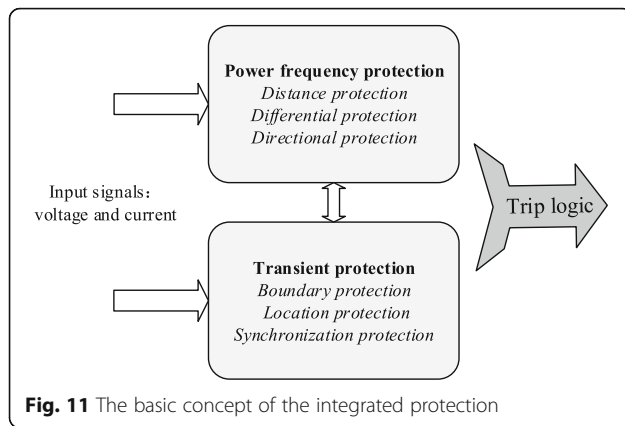 Power frequency protection
Distance protection
Differential protection
Directional protection
Input signals:
voltage and current
Trip logic
Transient protection
Boundary protection
Location protection
Synchronization protection
Fig. 11 The basic concept of the integrated protection